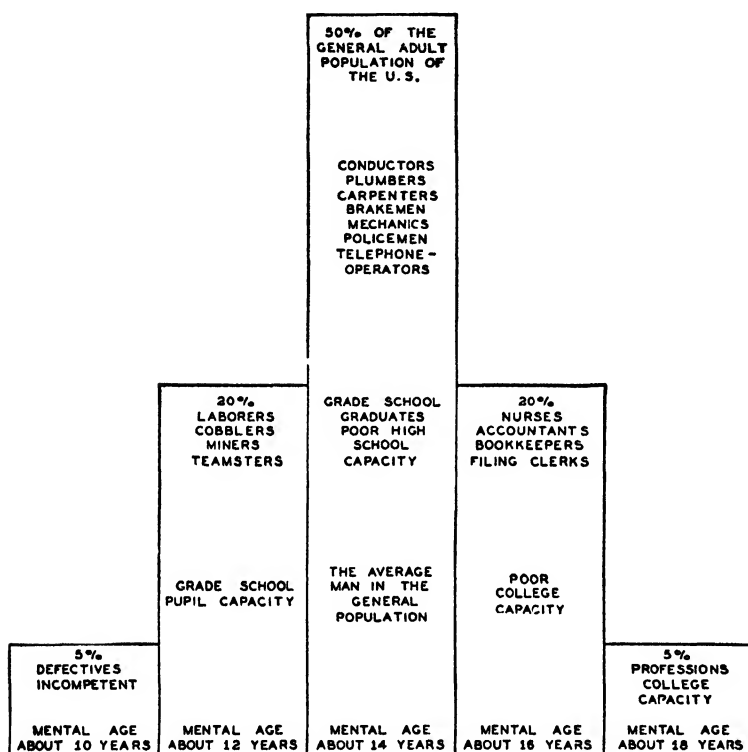 50% OF THE
GENERAL ADULT
POPULATION OF
THE U.S.
CONDUCTORS
PLUMBERS
CARPENTERS
BRAKEMEN
MECHANICS
POLICEMEN
TELEPHONE-
OPERATORS
20%
LABORERS
COBBLERS
MINERS
TEAMSTERS
GRADE SCHOOL
GRADUATES
POOR HIGH
SCHOOL
CAPACITY
20%
NURSES
ACCOUNTANTS
BOOKKEEPERS
FILING CLERKS
GRADE SCHOOL
PUPIL CAPACITY
THE AVERAGE
MAN IN THE
GENERAL
POPULATION
POOR
COLLEGE
CAPACITY
5%
DEFECTIVES
INCOMPETENT
5%
PROFESSIONS
COLLEGE
CAPACITY
MENTAL AGE
ABOUT 10 YEARS
MENTAL AGE
ABOUT 12 YEARS
MENTAL AGE
ABOUT 14 YEARS
MENTAL AGE
ABOUT 16 YEARS
MENTAL AGE
ABOUT 18 YEARS